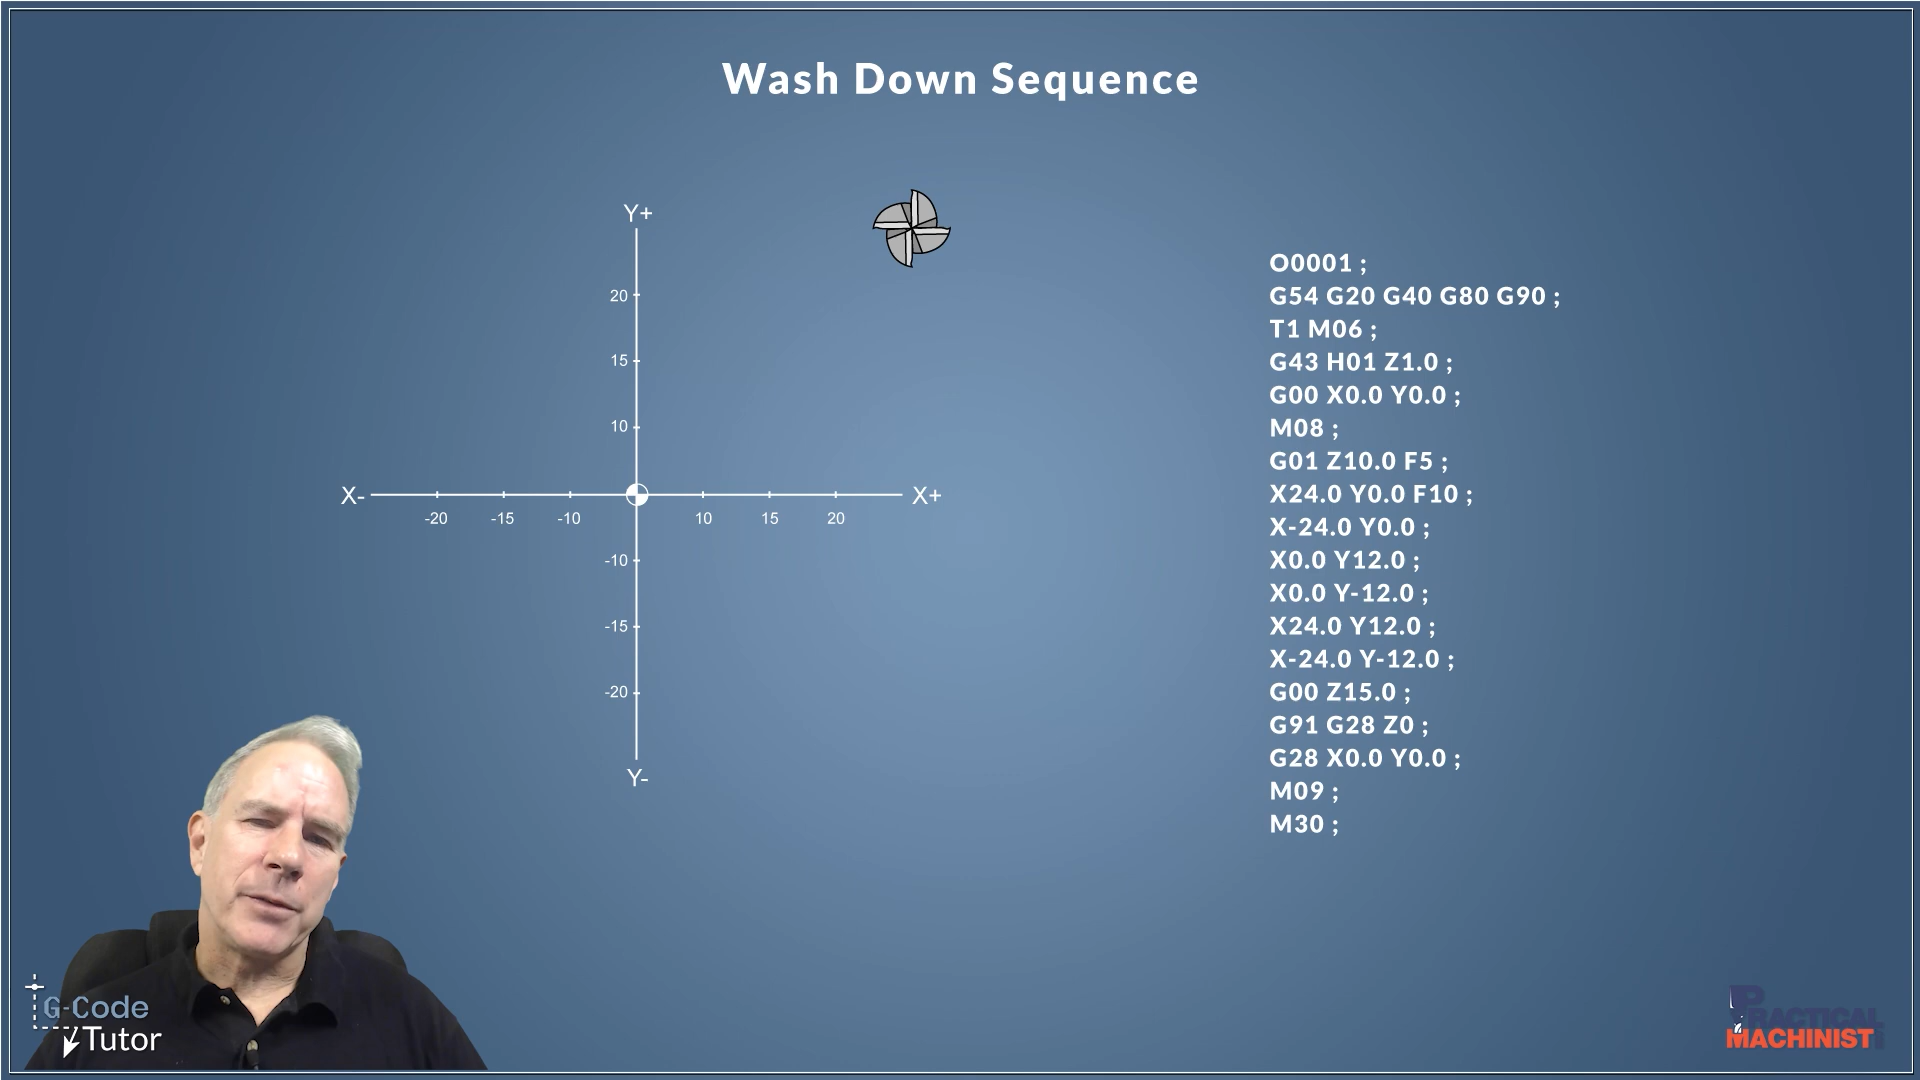 Wash Down Sequence
Y+
20
15
10
X-
X+
-20 -15 -10 10 15 20
-10
-15
-20
Y-
O0001 ;
G54 G20 G40 G80 G90 ;
T1 M06 ;
G43 H01 Z1.0 ;
G00 X0.0 Y0.0 ;
M08 ;
G01 Z10.0 F5 ;
X24.0 Y0.0 F10 ;
X-24.0 Y0.0 ;
X0.0 Y12.0 ;
X0.0 Y-12.0 ;
X24.0 Y12.0 ;
X-24.0 Y-12.0 ;
G00 Z15.0 ;
G91 G28 Z0 ;
G28 X0.0 Y0.0 ;
M09 ;
M30 ;
G-Code
Tutor
PRACTICAL
MACHINIST